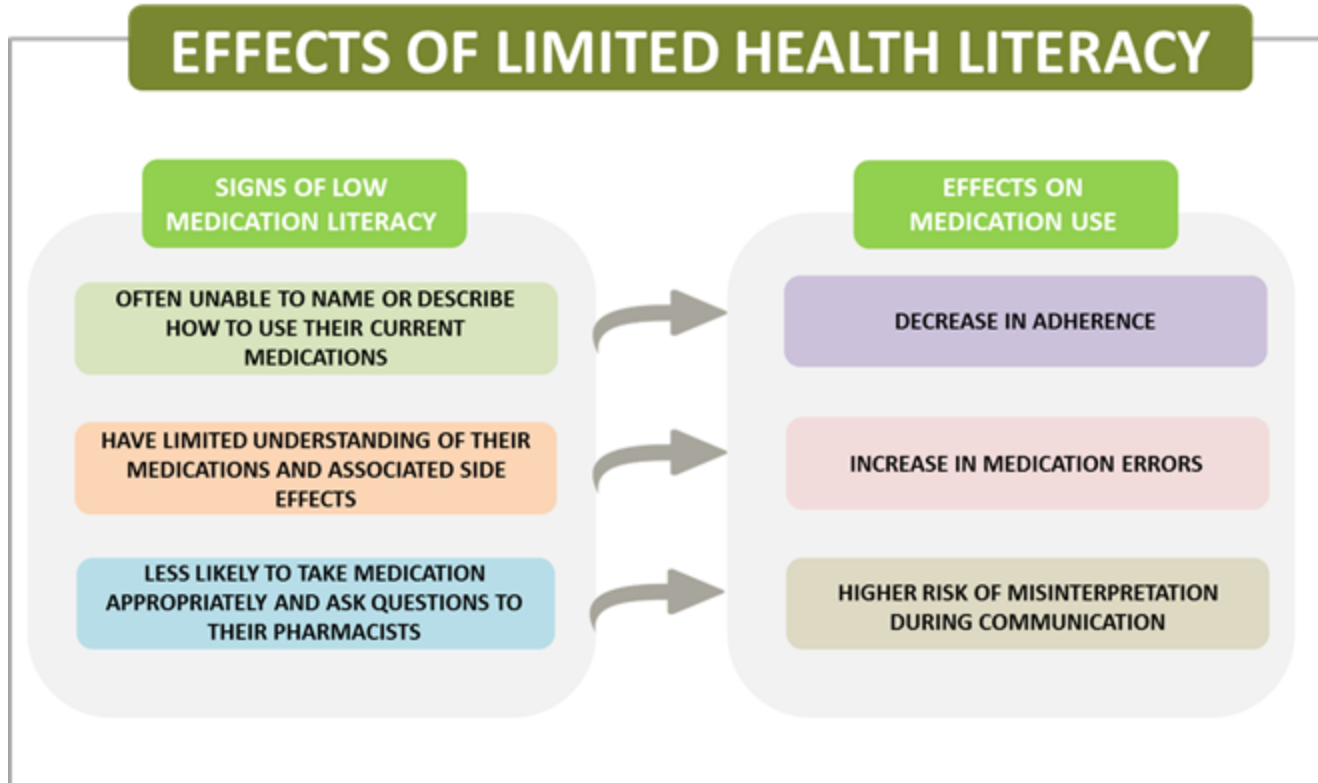 EFFECTS OF LIMITED HEALTH LITERACY
SIGNS OF LOW
MEDICATION LITERACY
OFTEN UNABLE TO NAME OR DESCRIBE
HOW TO USE THEIR CURRENT
MEDICATIONS
HAVE LIMITED UNDERSTANDING OF THEIR
MEDICATIONS AND ASSOCIATED SIDE
EFFECTS
LESS LIKELY TO TAKE MEDICATION
APPROPRIATELY AND ASK QUESTIONS TO
THEIR PHARMACISTS
EFFECTS ON
MEDICATION USE
DECREASE IN ADHERENCE
INCREASE IN MEDICATION ERRORS
HIGHER RISK OF MISINTERPRETATION
DURING COMMUNICATION